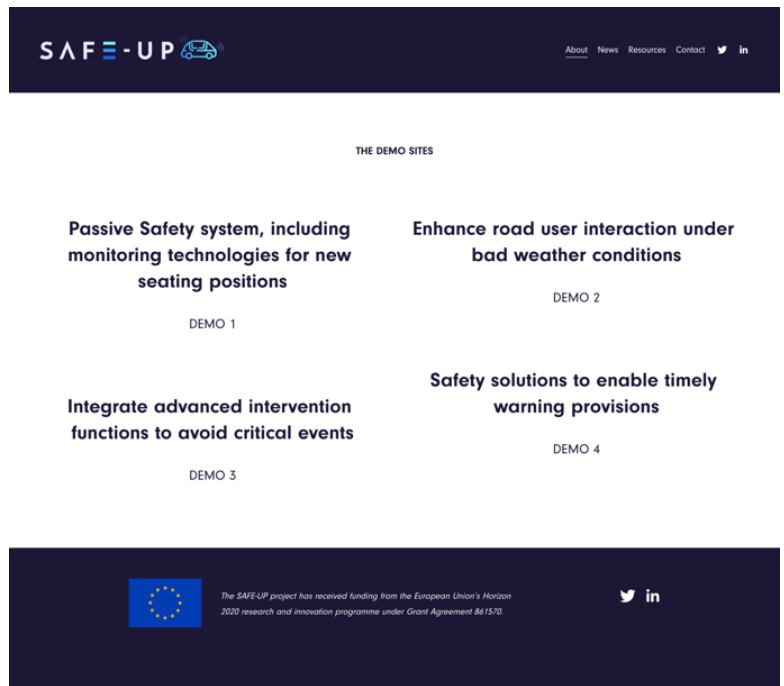 SAFE-UP
About News Resources Contact
THE DEMO SITES
Passive Safety system, including
monitoring technologies for new
seating positions
DEMO 1
Enhance road user interaction under
bad weather conditions
DEMO 2
Integrate advanced intervention
functions to avoid critical events
DEMO 3
Safety solutions to enable timely
warning provisions
DEMO 4
The SAFE-UP project has received funding from the European Union's Horizon
2020 research and innovation programme under Grant Agreement 861570.